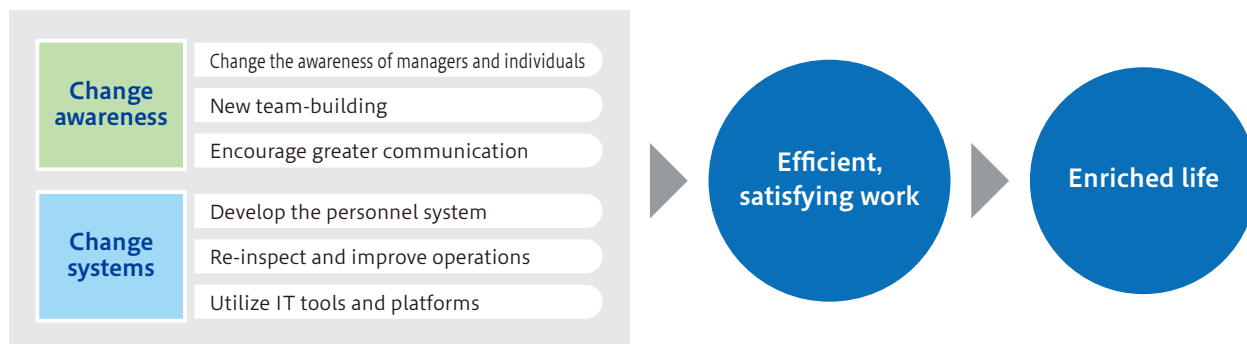 Change
awareness
Change the awareness of managers and individuals
New team-building
Encourage greater communication
Change
systems
Develop the personnel system
Re-inspect and improve operations
Utilize IT tools and platforms
Efficient,
satisfying work
Enriched life